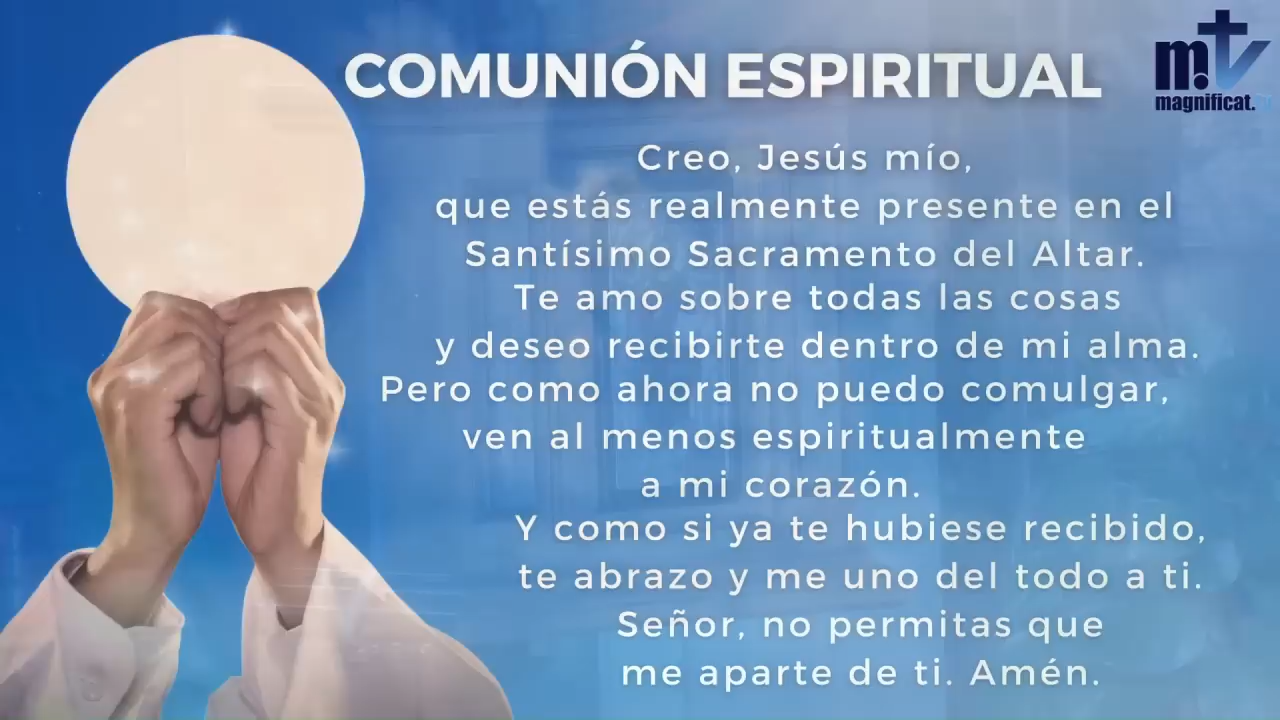 COMUNIÓN ESPIRITUAL
m.tv
magnificat.tv
Creo, Jesús mío,
que estás realmente presente en el
Santísimo Sacramento del Altar.
Te amo sobre todas las cosas
y deseo recibirte dentro de mi alma.
Pero como ahora no puedo comulgar,
ven al menos espiritualmente
a mi corazón.
Y como si ya te hubiese recibido,
te abrazo y me uno del todo a ti.
Señor, no permitas que
me aparte de ti. Amén.